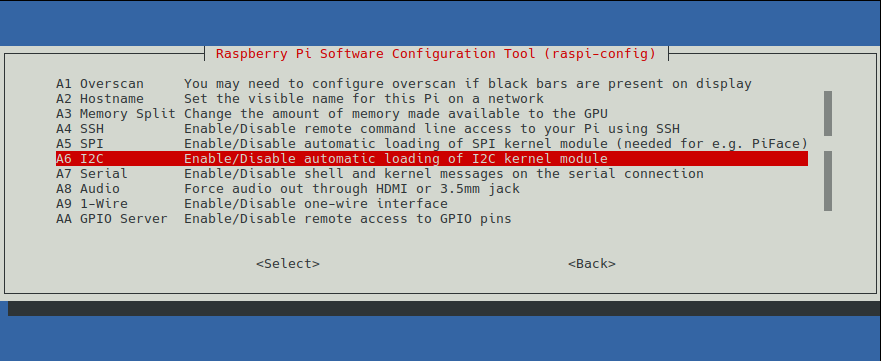 Raspberry Pi Software Configuration Tool (raspi-config)
A1 Overscan You may need to configure overscan if black bars are present on display
A2 Hostname Set the visible name for this Pi on a network
A3 Memory Split Change the amount of memory made available to the GPU
A4 SSH Enable/Disable remote command line access to your Pi using SSH
A5 SPI Enable/Disable automatic loading of SPI kernel module (needed for e.g. PiFace)
A6 I2C Enable/Disable automatic loading of I2C kernel module
A7 Serial Enable/Disable shell and kernel messages on the serial connection
A8 Audio Force audio out through HDMI or 3.5mm jack
A9 1-Wire Enable/Disable one-wire interface
AA GPIO Server Enable/Disable remote access to GPIO pins
<Select> <Back>